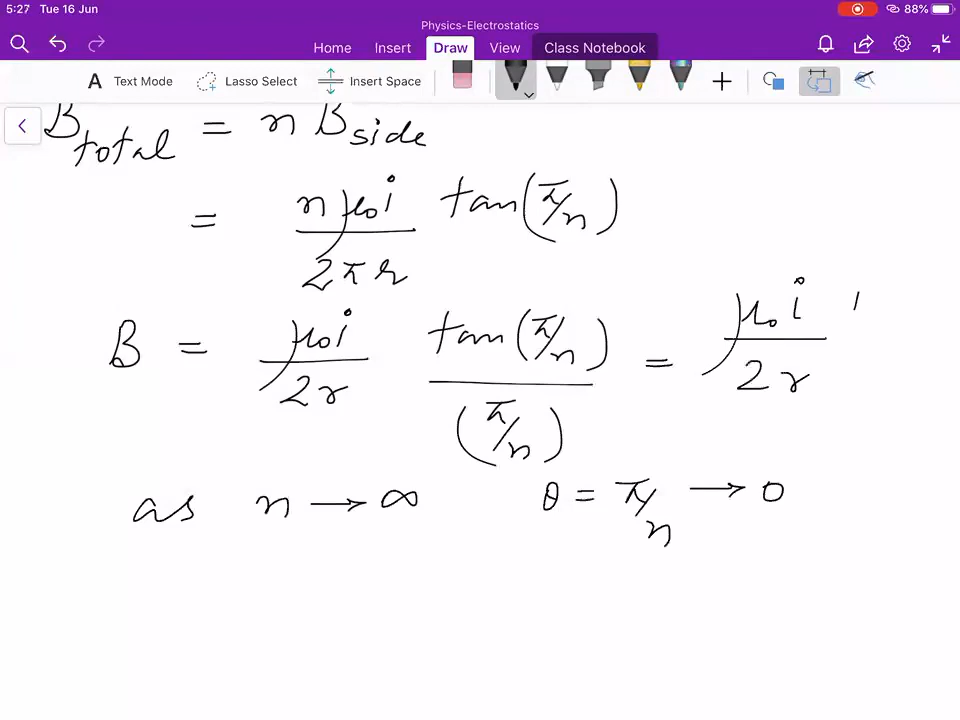 5:27 Tue 16 Jun 88%
Physics-Electrostatics
Home Insert Draw View Class Notebook
A Text Mode Lasso Select Insert Space
B_total = n B_side
= nμ₀i / 2πr tan(π/n)
B = μ₀i / 2r tan(π/n) / (π/n) = μ₀i / 2r
as n → ∞ θ = π/n → 0